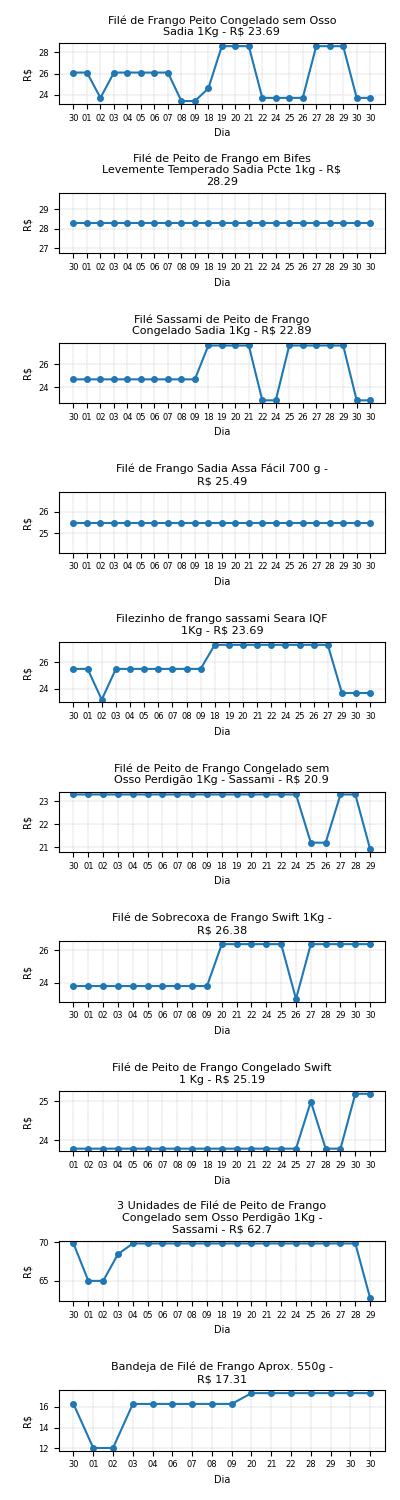 Filé de Frango Peito Congelado sem Osso
Sadia 1Kg - R$ 23.69
28
26
24
R$
30 01 02 03 04 05 06 07 08 09 18 19 20 21 22 24 25 26 27 28 29 30 30
Dia
Filé de Peito de Frango em Bifes
Levemente Temperado Sadia Pcte 1kg - R$
28.29
29
28
27
R$
30 01 02 03 04 05 06 07 08 09 18 19 20 21 22 24 25 26 27 28 29 30 30
Dia
Filé Sassami de Peito de Frango
Congelado Sadia 1Kg - R$ 22.89
26
24
R$
30 01 02 03 04 05 06 07 08 09 18 19 20 21 22 24 25 26 27 28 29 30 30
Dia
Filé de Frango Sadia Assa Fácil 700 g -
R$ 25.49
26
25
R$
30 01 02 03 04 05 06 07 08 09 18 19 20 21 22 24 25 26 27 28 29 30 30
Dia
Filezinho de frango sassami Seara IQF
1Kg - R$ 23.69
26
24
R$
30 01 02 03 04 05 06 07 08 09 18 19 20 21 22 24 25 26 27 28 30 30
Dia
Filé de Peito de Frango Congelado sem
Osso Perdigão 1Kg - Sassami - R$ 20.9
23
22
21
R$
30 01 02 03 04 05 06 07 08 09 18 19 20 21 22 24 25 26 27 28 29
Dia
Filé de Sobrecoxa de Frango Swift 1Kg -
R$ 26.38
26
24
R$
30 01 02 03 04 05 06 07 08 09 19 20 21 22 25 26 27 28 29 30 30
Dia
Filé de Peito de Frango Congelado Swift
1 Kg - R$ 25.19
25
24
R$
01 02 03 04 05 06 07 08 09 18 19 20 21 22 24 25 26 27 28 29 30 30
Dia
3 Unidades de Filé de Peito de Frango
Congelado sem Osso Perdigão 1Kg -
Sassami - R$ 62.7
70
65
R$
30 01 02 03 04 05 06 07 08 09 18 19 20 21 22 24 25 26 27 28 29
Dia
Bandeja de Filé de Frango Aprox. 550g -
R$ 17.31
16
14
12
R$
30 01 02 03 04 06 07 08 09 20 21 22 28 29 30 30
Dia